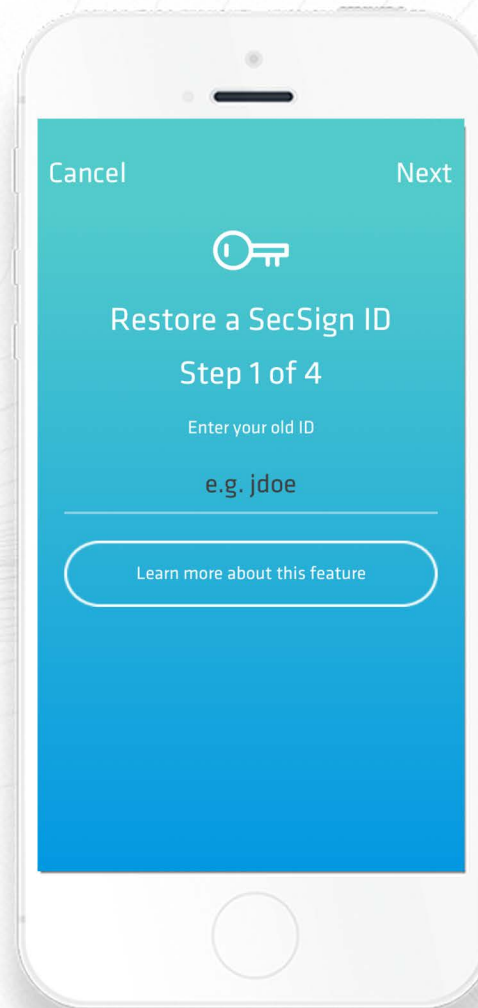 Cancel
Next
Restore a SecSign ID
Step 1 of 4
Enter your old ID
e.g. jdoe
Learn more about this feature